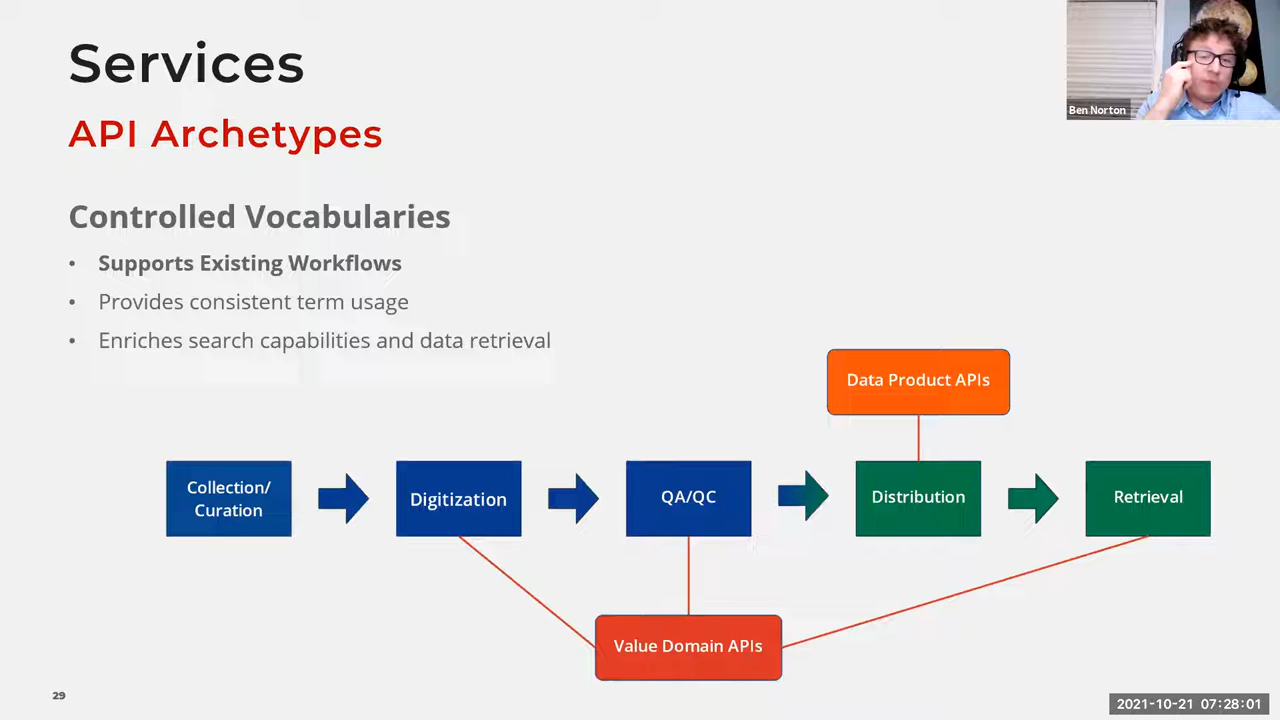 Services
API Archetypes
Ben Norton
Controlled Vocabularies
• Supports Existing Workflows
• Provides consistent term usage
• Enriches search capabilities and data retrieval
Data Product APIs
Collection/
Curation
Digitization
QA/QC
Distribution
Retrieval
Value Domain APIs
29
2021-10-21 07:28:01